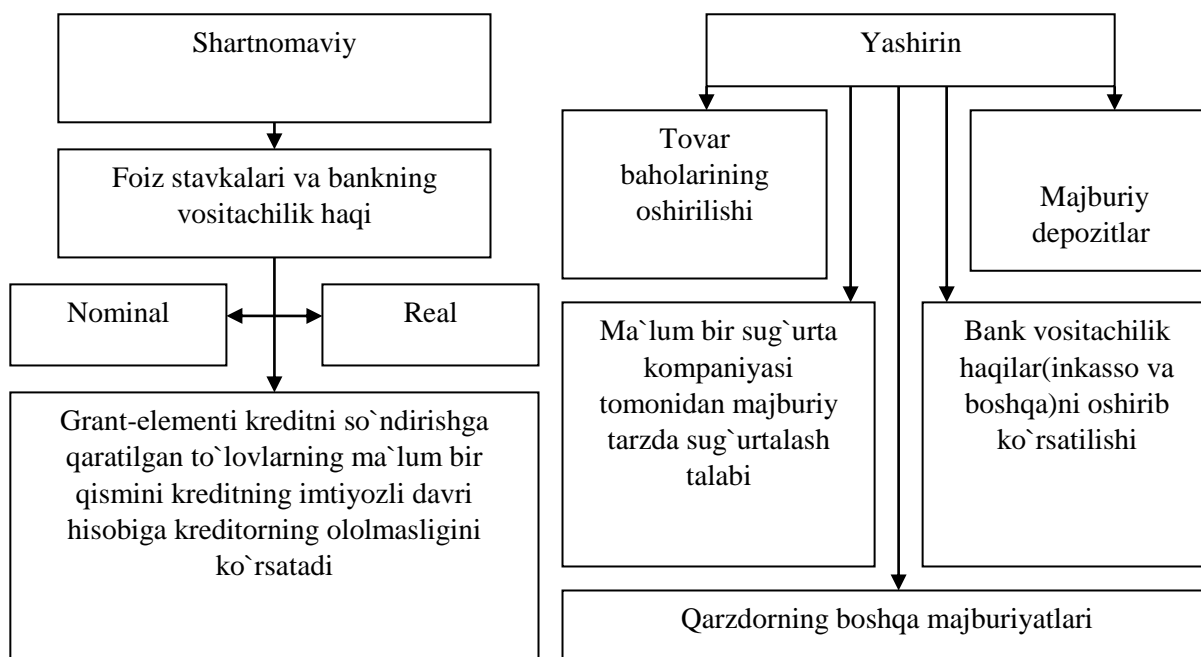 Shartnomaviy
Foiz stavkalari va bankning
vositachilik haqi
Nominal
Real
Grant-elementi kreditni so`ndirishga
qaratilgan to`lovlarning ma`lum bir
qismini kreditning imtiyozli davri
hisobiga kreditorning ololmasligini
ko`rsatadi
Yashirin
Tovar
baholarining
oshirilishi
Majburiy
depozitlar
Ma`lum bir sug`urta
kompaniyasi
tomonidan majburiy
tarzda sug`urtalash
talabi
Bank vositachilik
haqilar(inkasso va
boshqa)ni oshirib
ko`rsatilishi
Qarzdorning boshqa majburiyatlari